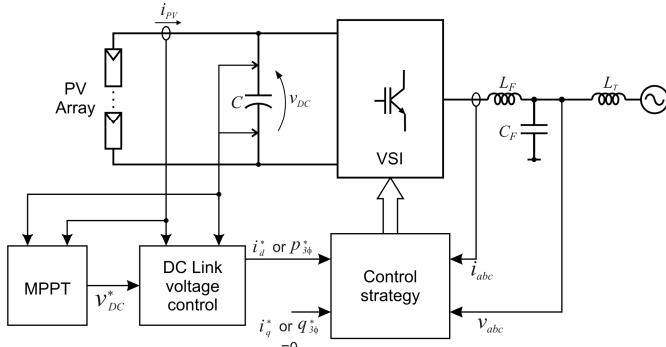 i_PV
PV
Array
C
v_DC
VSI
L_F
C_F
L_T
MPPT
v*_DC
DC Link
voltage
control
i*_d or p*_3ϕ
i*_q or q*_3ϕ
=0
Control
strategy
i_abc
v_abc